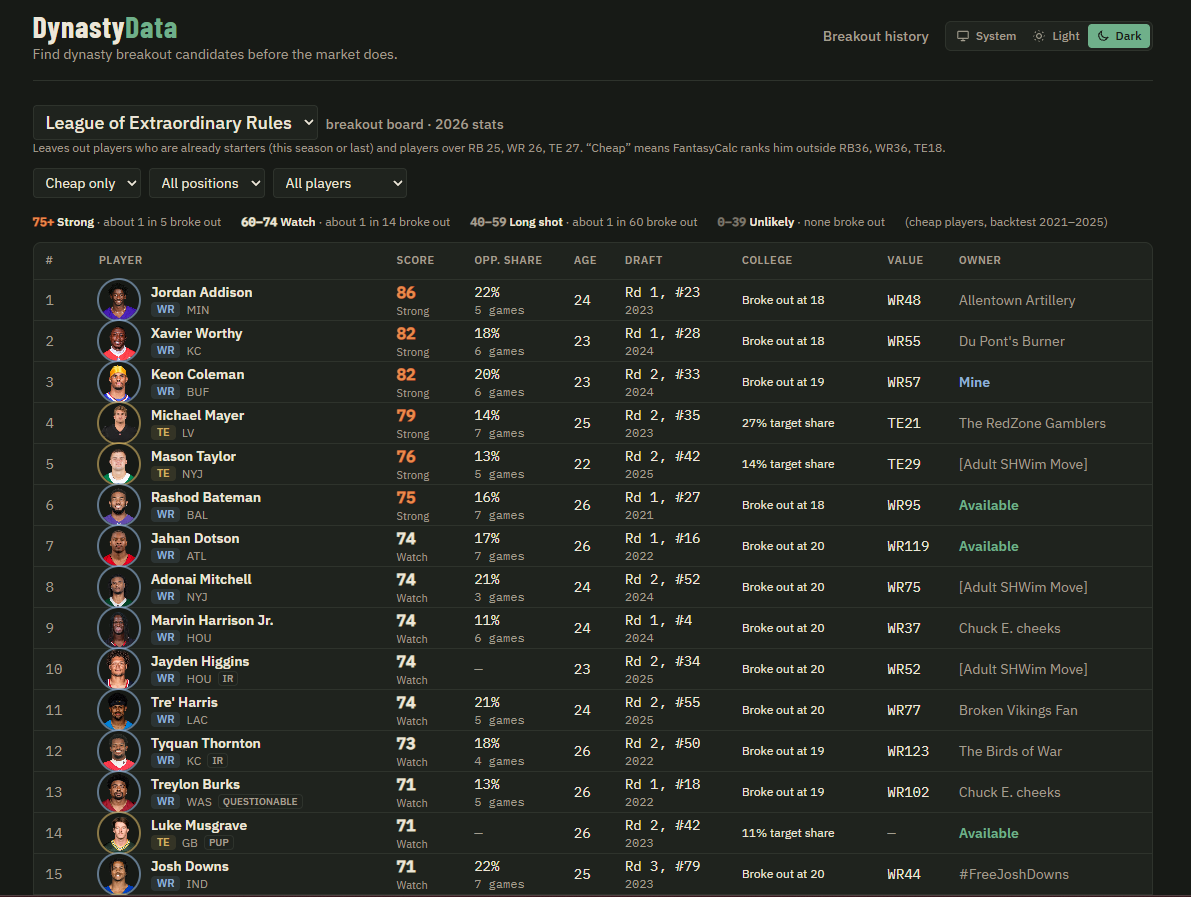 DynastyData
Find dynasty breakout candidates before the market does.
Breakout history
System Light Dark
League of Extraordinary Rules breakout board · 2026 stats
Leaves out players who are already starters (this season or last) and players over RB 25, WR 26, TE 27. “Cheap” means FantasyCalc ranks him outside RB36, WR36, TE18.
Cheap only All positions All players
75+ Strong · about 1 in 5 broke out 60–74 Watch · about 1 in 14 broke out 40–59 Long shot · about 1 in 60 broke out 0–39 Unlikely · none broke out (cheap players, backtest 2021–2025)
# PLAYER SCORE OPP. SHARE AGE DRAFT COLLEGE VALUE OWNER
1 Jordan Addison WR MIN 86 Strong 22% 5 games 24 Rd 1, #23 2023 Broke out at 18 WR48 Allentown Artillery
2 Xavier Worthy WR KC 82 Strong 18% 6 games 23 Rd 1, #28 2024 Broke out at 18 WR55 Du Pont's Burner
3 Keon Coleman WR BUF 82 Strong 20% 6 games 23 Rd 2, #33 2024 Broke out at 19 WR57 Mine
4 Michael Mayer TE LV 79 Strong 14% 7 games 25 Rd 2, #35 2023 27% target share TE21 The RedZone Gamblers
5 Mason Taylor TE NYJ 76 Strong 13% 5 games 22 Rd 2, #42 2025 14% target share TE29 [Adult SHWim Move]
6 Rashod Bateman WR BAL 75 Strong 16% 7 games 26 Rd 1, #27 2021 Broke out at 18 WR95 Available
7 Jahan Dotson WR ATL 74 Watch 17% 7 games 26 Rd 1, #16 2022 Broke out at 20 WR119 Available
8 Adonai Mitchell WR NYJ 74 Watch 21% 3 games 24 Rd 2, #52 2024 Broke out at 20 WR75 [Adult SHWim Move]
9 Marvin Harrison Jr. WR HOU 74 Watch 11% 6 games 24 Rd 1, #4 2024 Broke out at 20 WR37 Chuck E. cheeks
10 Jayden Higgins WR HOU IR 74 Watch – 23 Rd 2, #34 2025 Broke out at 20 WR52 [Adult SHWim Move]
11 Tre' Harris WR LAC 74 Watch 21% 5 games 24 Rd 2, #55 2025 Broke out at 20 WR77 Broken Vikings Fan
12 Tyquan Thornton WR KC IR 73 Watch 18% 4 games 26 Rd 2, #50 2022 Broke out at 19 WR123 The Birds of War
13 Treylon Burks WR WAS QUESTIONABLE 71 Watch 13% 5 games 26 Rd 1, #18 2022 Broke out at 19 WR102 Chuck E. cheeks
14 Luke Musgrave TE GB PUP 71 Watch – 26 Rd 2, #42 2023 11% target share – Available
15 Josh Downs WR IND 71 Watch 22% 7 games 25 Rd 3, #79 2023 Broke out at 20 WR44 #FreeJoshDowns